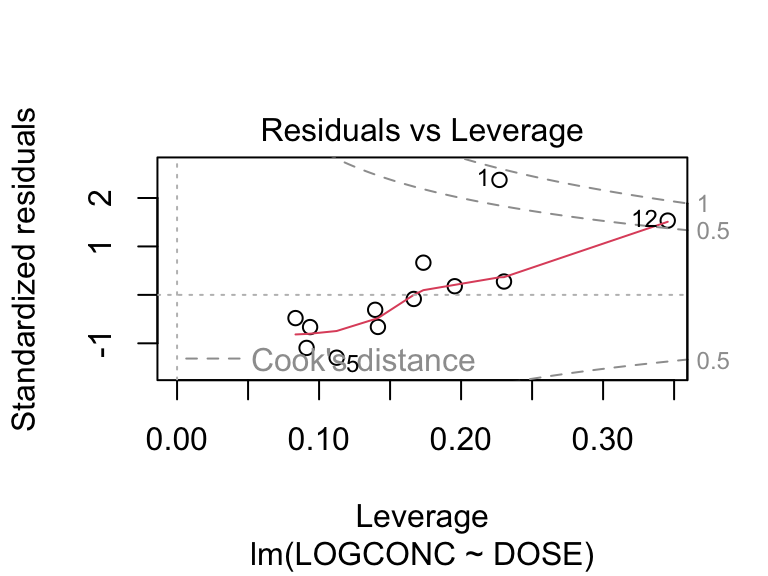 Residuals vs Leverage
Standardized residuals
2
1
-1
1
12
5
1
0.5
0.5
Cook's distance
0.00 0.10 0.20 0.30
Leverage
lm(LOGCONC ~ DOSE)